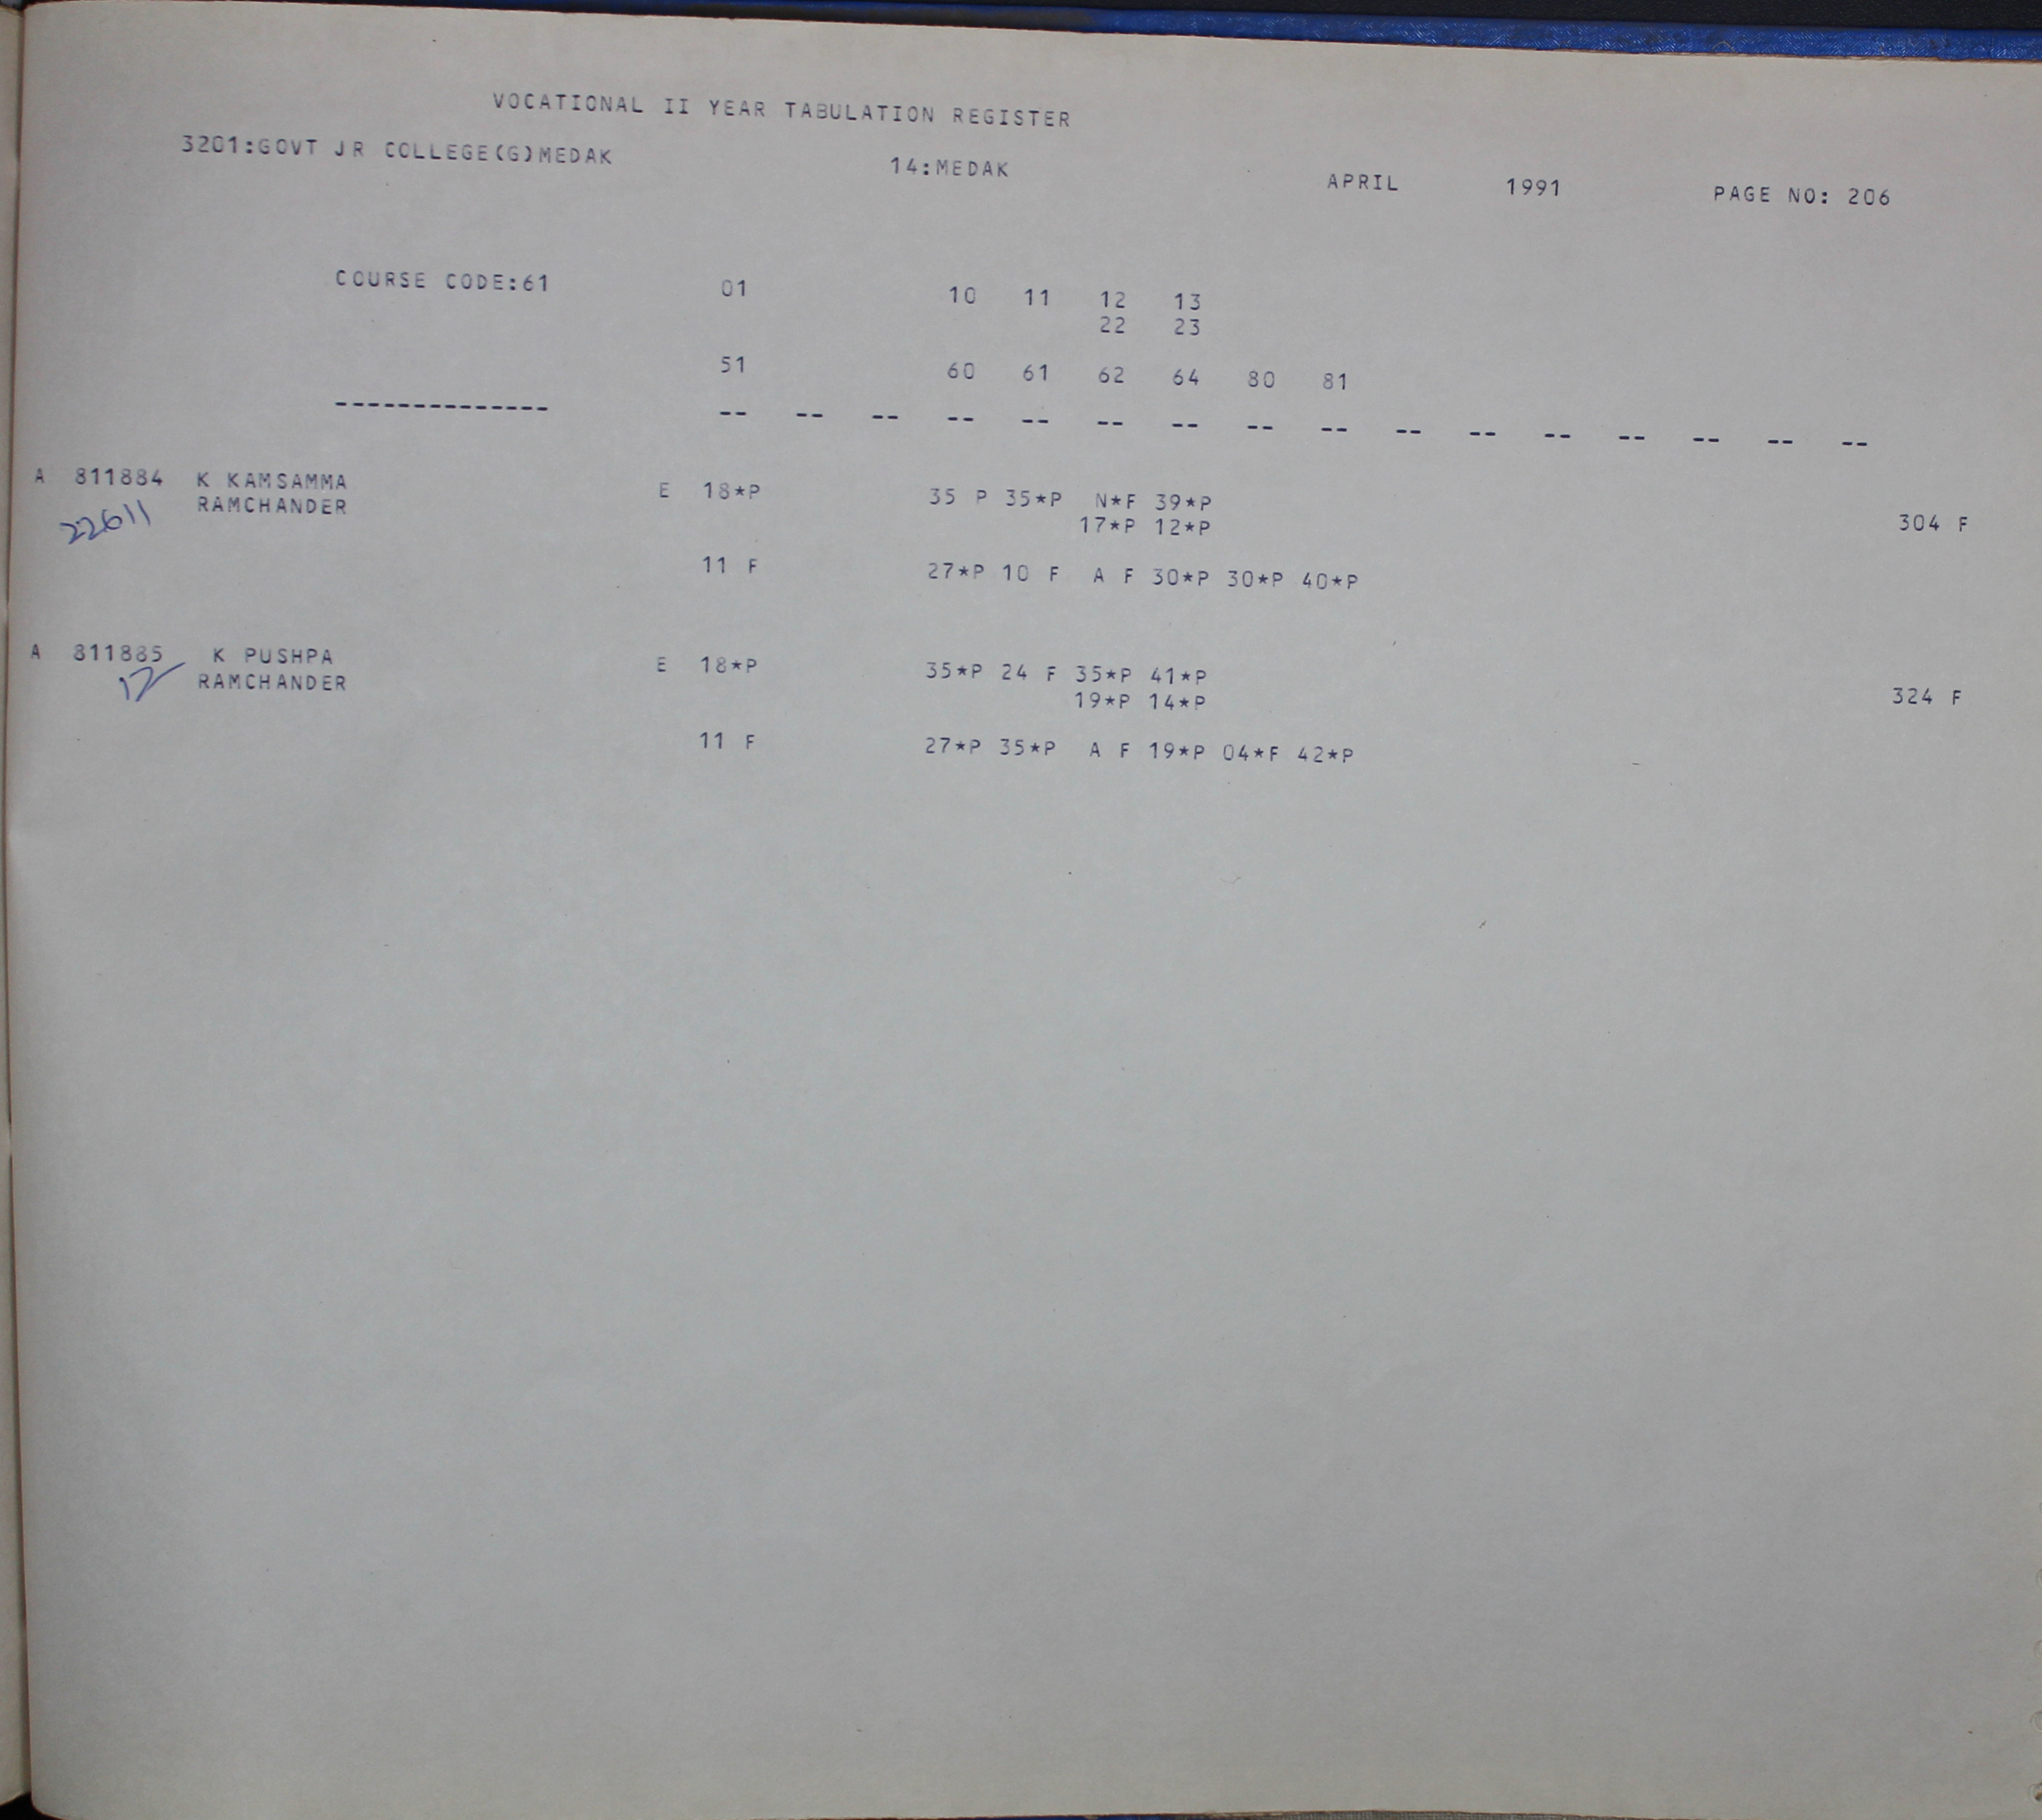 VOCATIONAL II YEAR TABULATION REGISTER
3201:GOVT JR COLLEGE(G)MEDAK 14:MEDAK APRIL 1991 PAGE NO: 206
COURSE CODE:61 01 10 11 12 13
22 23
51 60 61 62 64 80 81
-------------- -- -- -- -- -- -- -- -- -- -- -- -- -- -- -- --
A 811884 K KAMSAMMA E 18*P 35 P 35*P N*F 39*P
22611 RAMCHANDER 17*P 12*P 304 F
11 F 27*P 10 F A F 30*P 30*P 40*P
A 811885 K PUSHPA E 18*P 35*P 24 F 35*P 41*P
12 RAMCHANDER 19*P 14*P 324 F
11 F 27*P 35*P A F 19*P 04*F 42*P